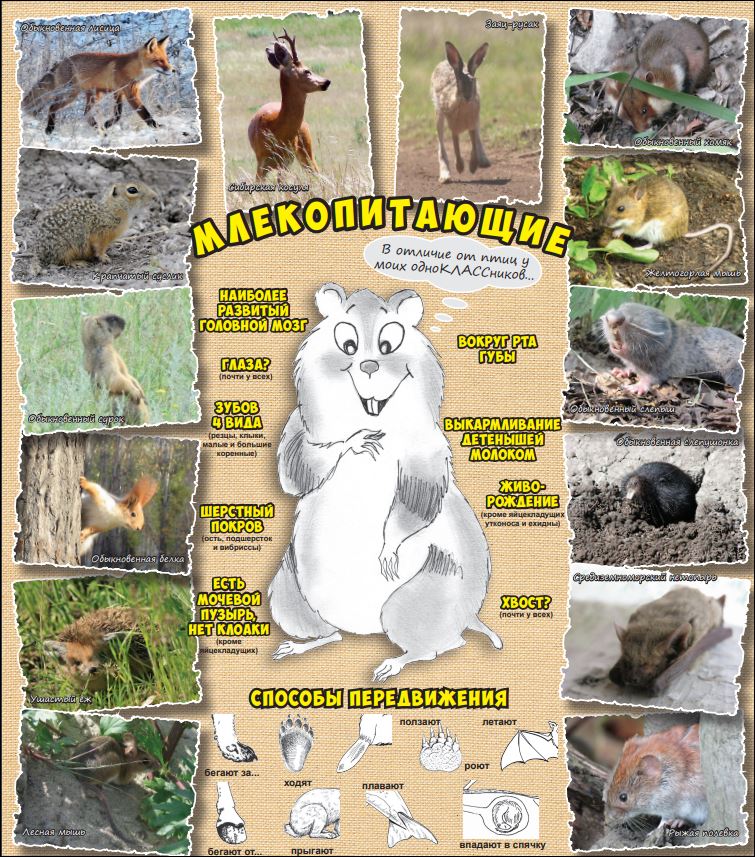 Обыкновенная лисица
Сибирская косуля
Заяц-русак
Обыкновенный хомяк
Крапчатый суслик
Желтогорлая мышь
МЛЕКОПИТАЮЩИЕ
В отличие от птиц у
моих одноКЛАССников...
НАИБОЛЕЕ
РАЗВИТЫЙ
ГОЛОВНОЙ МОЗГ
ГЛАЗА?
(почти у всех)
ЗУБОВ
4 ВИДА
(резцы, клыки,
малые и большие
коренные)
ШЕРСТНЫЙ
ПОКРОВ
(ость, подшерсток
и вибриссы)
ЕСТЬ
МОЧЕВОЙ
ПУЗЫРЬ,
НЕТ КЛОАКИ
(кроме
яйцекладущих)
ВОКРУГ РТА
ГУБЫ
ВЫКАРМЛИВАНИЕ
ДЕТЕНЫШЕЙ
МОЛОКОМ
ЖИВО-
РОЖДЕНИЕ
(кроме яйцекладущих
утконоса и ехидны)
ХВОСТ?
(почти у всех)
Обыкновенный сурок
Обыкновенный слепыш
Обыкновенная белка
Обыкновенная слепушонка
Ушастый ёж
Средиземноморский нетопырь
Лесная мышь
Рыжая полевка
СПОСОБЫ ПЕРЕДВИЖЕНИЯ
бегают за...
ходят
плавают
ползают
роют
летают
бегают от...
прыгают
впадают в спячку